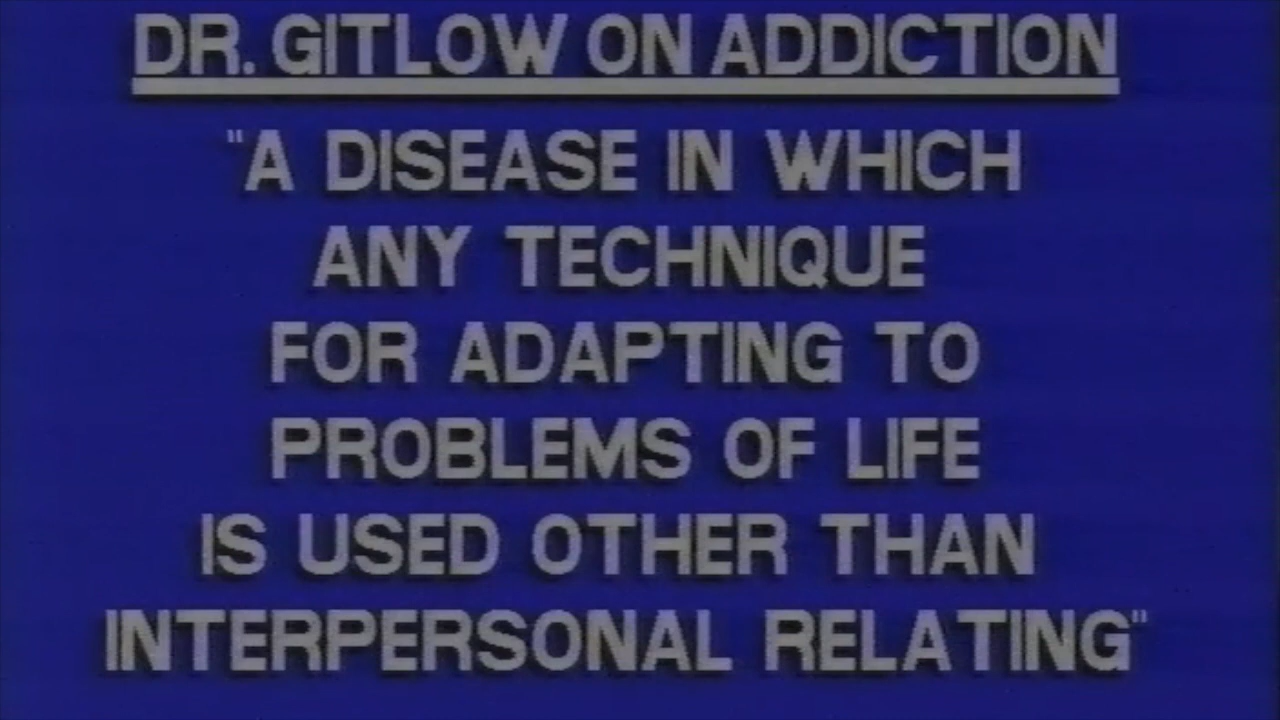 DR. GITLOW ON ADDICTION
"A DISEASE IN WHICH
ANY TECHNIQUE
FOR ADAPTING TO
PROBLEMS OF LIFE
IS USED OTHER THAN
INTERPERSONAL RELATING"